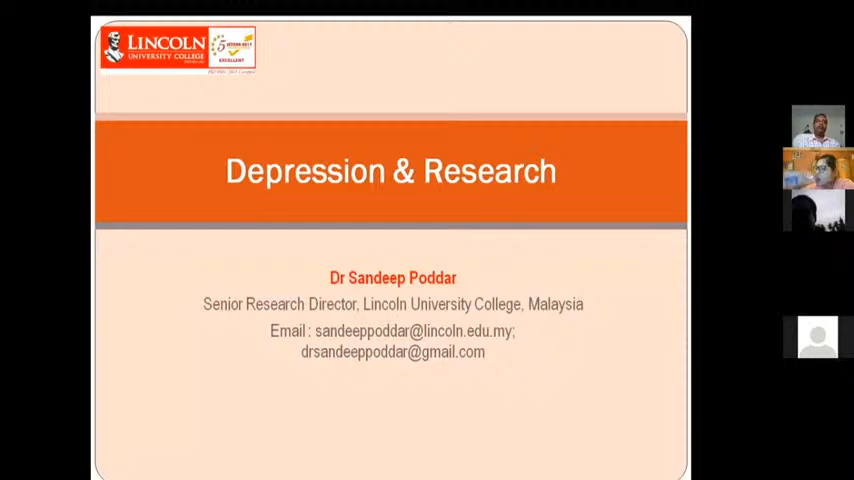 LINCOLN
UNIVERSITY COLLEGE
5
EXCELLENT
Depression & Research
Dr Sandeep Poddar
Senior Research Director, Lincoln University College, Malaysia
Email : sandeeppoddar@lincoln.edu.my;
drsandeeppoddar@gmail.com